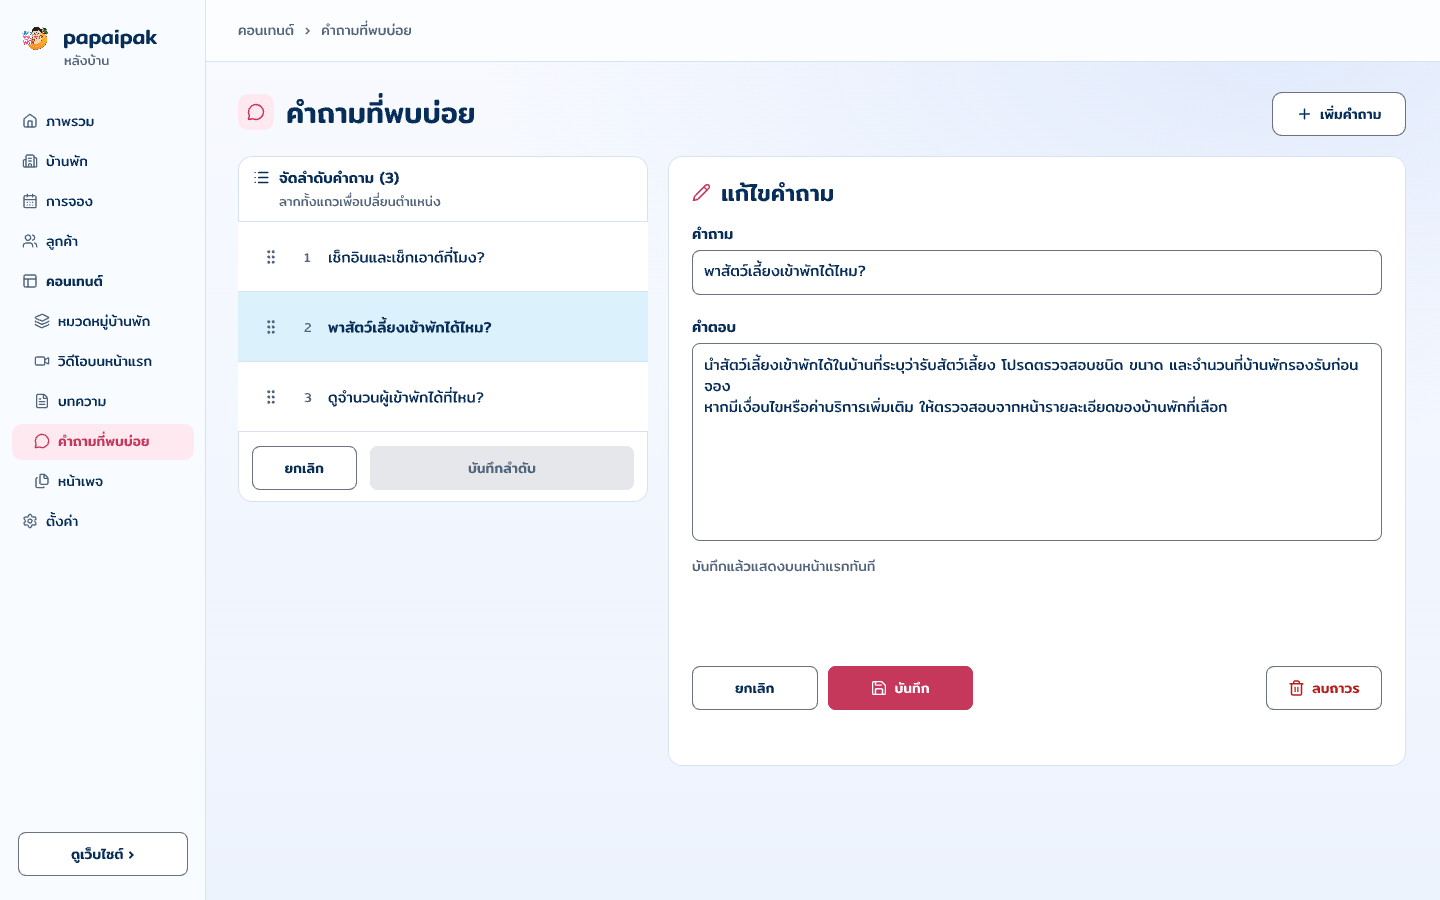 papaipak
หลังบ้าน
ภาพรวม
บ้านพัก
การจอง
ลูกค้า
คอนเทนต์
หมวดหมู่บ้านพัก
วิดีโอบนหน้าแรก
บทความ
คำถามที่พบบ่อย
หน้าเพจ
ตั้งค่า
ดูเว็บไซต์ ›
คอนเทนต์ › คำถามที่พบบ่อย
คำถามที่พบบ่อย
เพิ่มคำถาม
จัดลำดับคำถาม (3)
ลากทั้งแถวเพื่อเปลี่ยนตำแหน่ง
1 เช็กอินและเช็กเอาต์กี่โมง?
2 พาสัตว์เลี้ยงเข้าพักได้ไหม?
3 ดูจำนวนผู้เข้าพักได้ที่ไหน?
ยกเลิก บันทึกลำดับ
แก้ไขคำถาม
คำถาม
พาสัตว์เลี้ยงเข้าพักได้ไหม?
คำตอบ
นำสัตว์เลี้ยงเข้าพักได้ในบ้านที่ระบุว่ารับสัตว์เลี้ยง โปรดตรวจสอบชนิด ขนาด และจำนวนที่บ้านพักรองรับก่อน
จอง
หากมีเงื่อนไขหรือค่าบริการเพิ่มเติม ให้ตรวจสอบจากหน้ารายละเอียดของบ้านพักที่เลือก
บันทึกแล้วแสดงบนหน้าแรกทันที
ยกเลิก บันทึก ลบถาวร